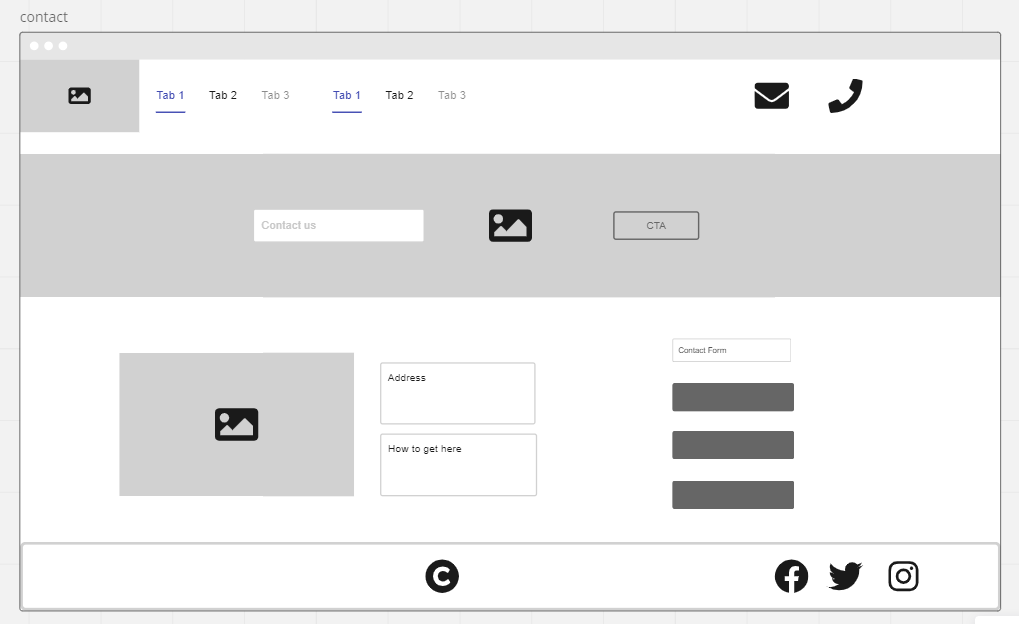 contact
Tab 1 Tab 2 Tab 3 Tab 1 Tab 2 Tab 3
Contact us
CTA
Contact Form
Address
How to get here